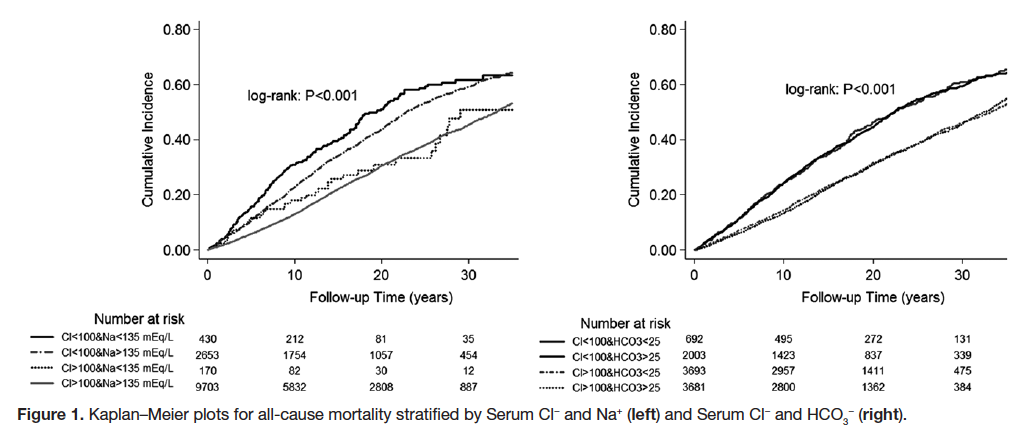 0.80
0.60
0.40
0.20
0.00
Cumulative Incidence
log-rank: P<0.001
0 10 20 30
Follow-up Time (years)
Number at risk
Cl<100&Na<135 mEq/L 430 212 81 35
Cl<100&Na>135 mEq/L 2653 1754 1057 454
Cl>100&Na<135 mEq/L 170 82 30 12
Cl>100&Na>135 mEq/L 9703 5832 2808 887
0.80
0.60
0.40
0.20
0.00
Cumulative Incidence
log-rank: P<0.001
0 10 20 30
Follow-up Time (years)
Number at risk
Cl<100&HCO3<25 692 495 272 131
Cl<100&HCO3>25 2003 1423 837 339
Cl>100&HCO3<25 3693 2957 1411 475
Cl>100&HCO3>25 3681 2800 1362 384
Figure 1. Kaplan–Meier plots for all-cause mortality stratified by Serum Cl⁻ and Na⁺ (left) and Serum Cl⁻ and HCO₃⁻ (right).